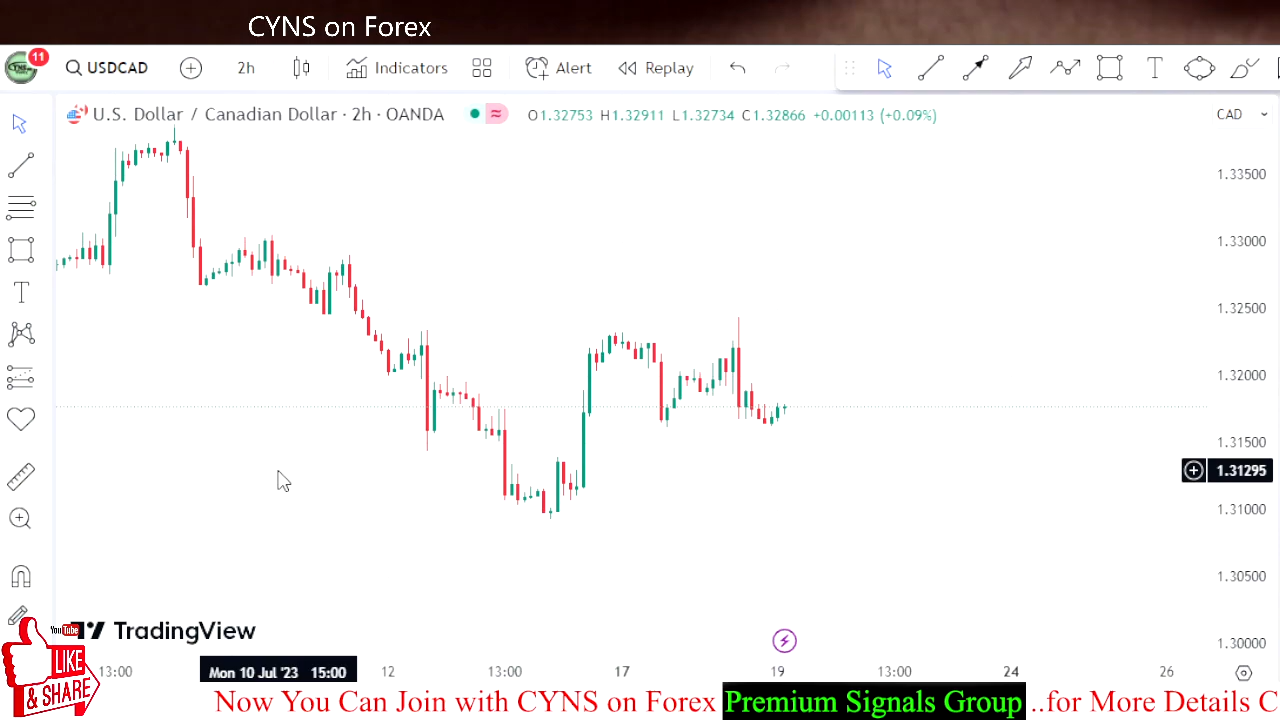 CYNS on Forex
11
USDCAD
2h
Indicators
Alert
Replay
U.S. Dollar / Canadian Dollar · 2h · OANDA
O1.32753 H1.32911 L1.32734 C1.32866 +0.00113 (+0.09%)
CAD
1.33500
1.33000
1.32500
1.32000
1.31500
1.31295
1.31000
1.30500
1.30000
TradingView
YouTube
LIKE
& SHARE
13:00
Mon 10 Jul '23 15:00
12
13:00
17
19
13:00
24
26
Now You Can Join with CYNS on Forex Premium Signals Group ..for More Details C